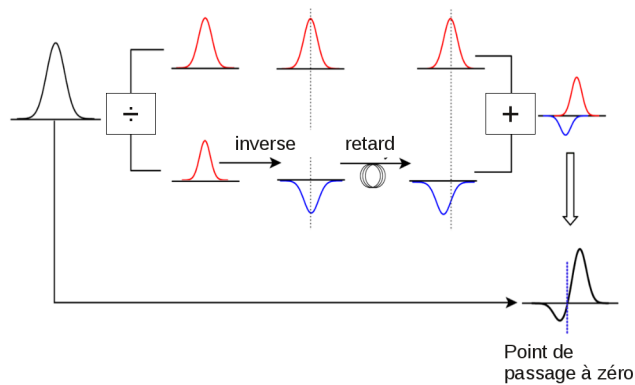 ÷
inverse
retard
+
Point de
passage à zéro